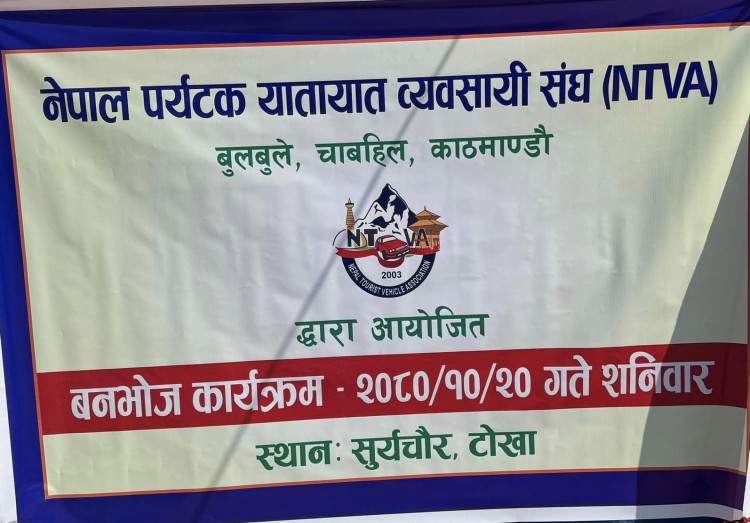 नेपाल पर्यटक यातायात व्यवसायी संघ (NTVA)
बुलबुले, चाबहिल, काठमाण्डौ
NTVA
2003
NEPAL TOURIST VEHICLE ASSOCIATION
द्धारा आयोजित
बनभोज कार्यक्रम - २०८०/१०/२० गते शनिवार
स्थान: सुर्यचौर, टोखा